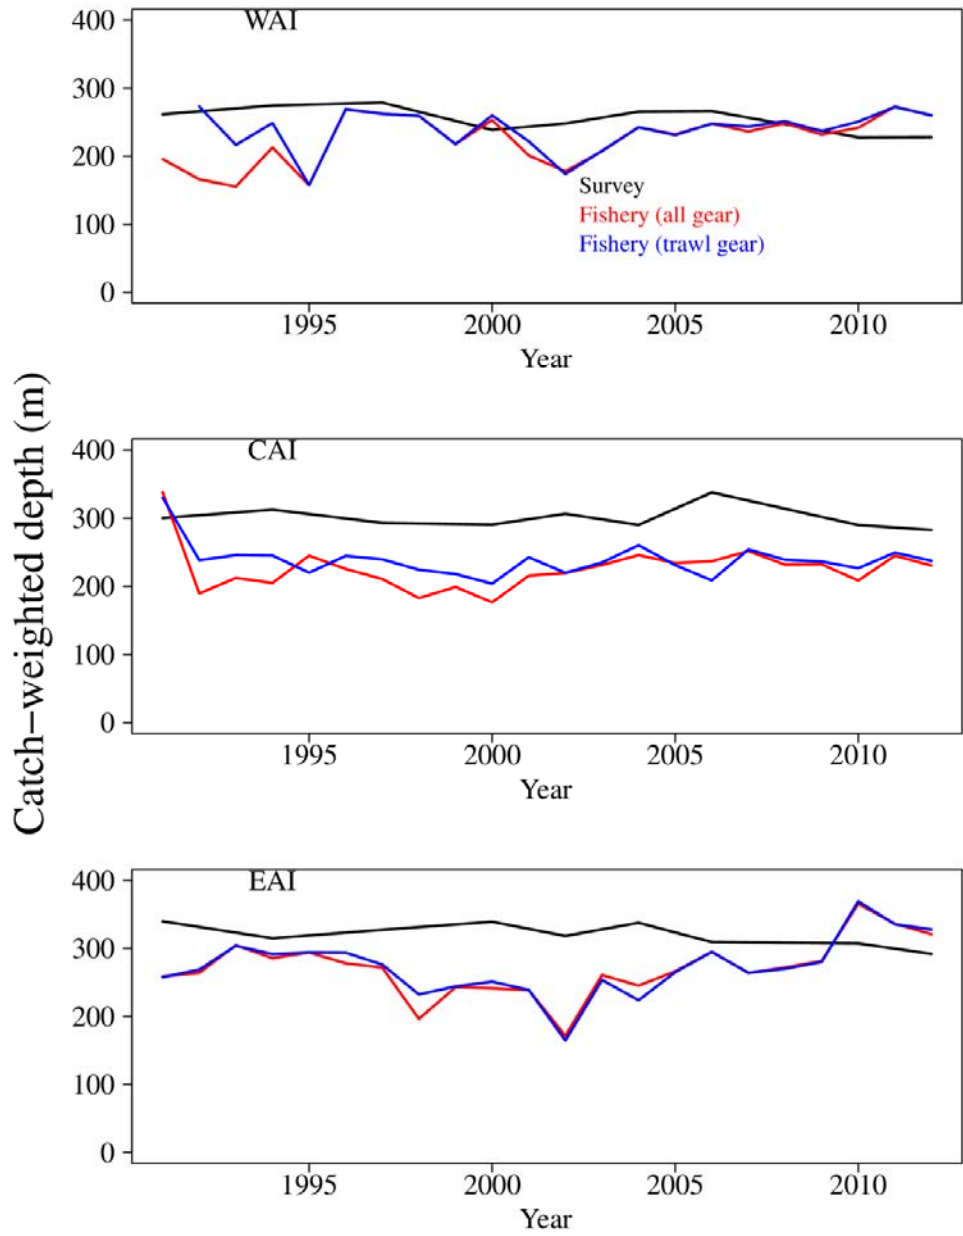 Catch−weighted depth (m)
WAI
400
300
200
100
0
Survey
Fishery (all gear)
Fishery (trawl gear)
1995 2000 2005 2010
Year
CAI
400
300
200
100
0
1995 2000 2005 2010
Year
EAI
400
300
200
100
0
1995 2000 2005 2010
Year